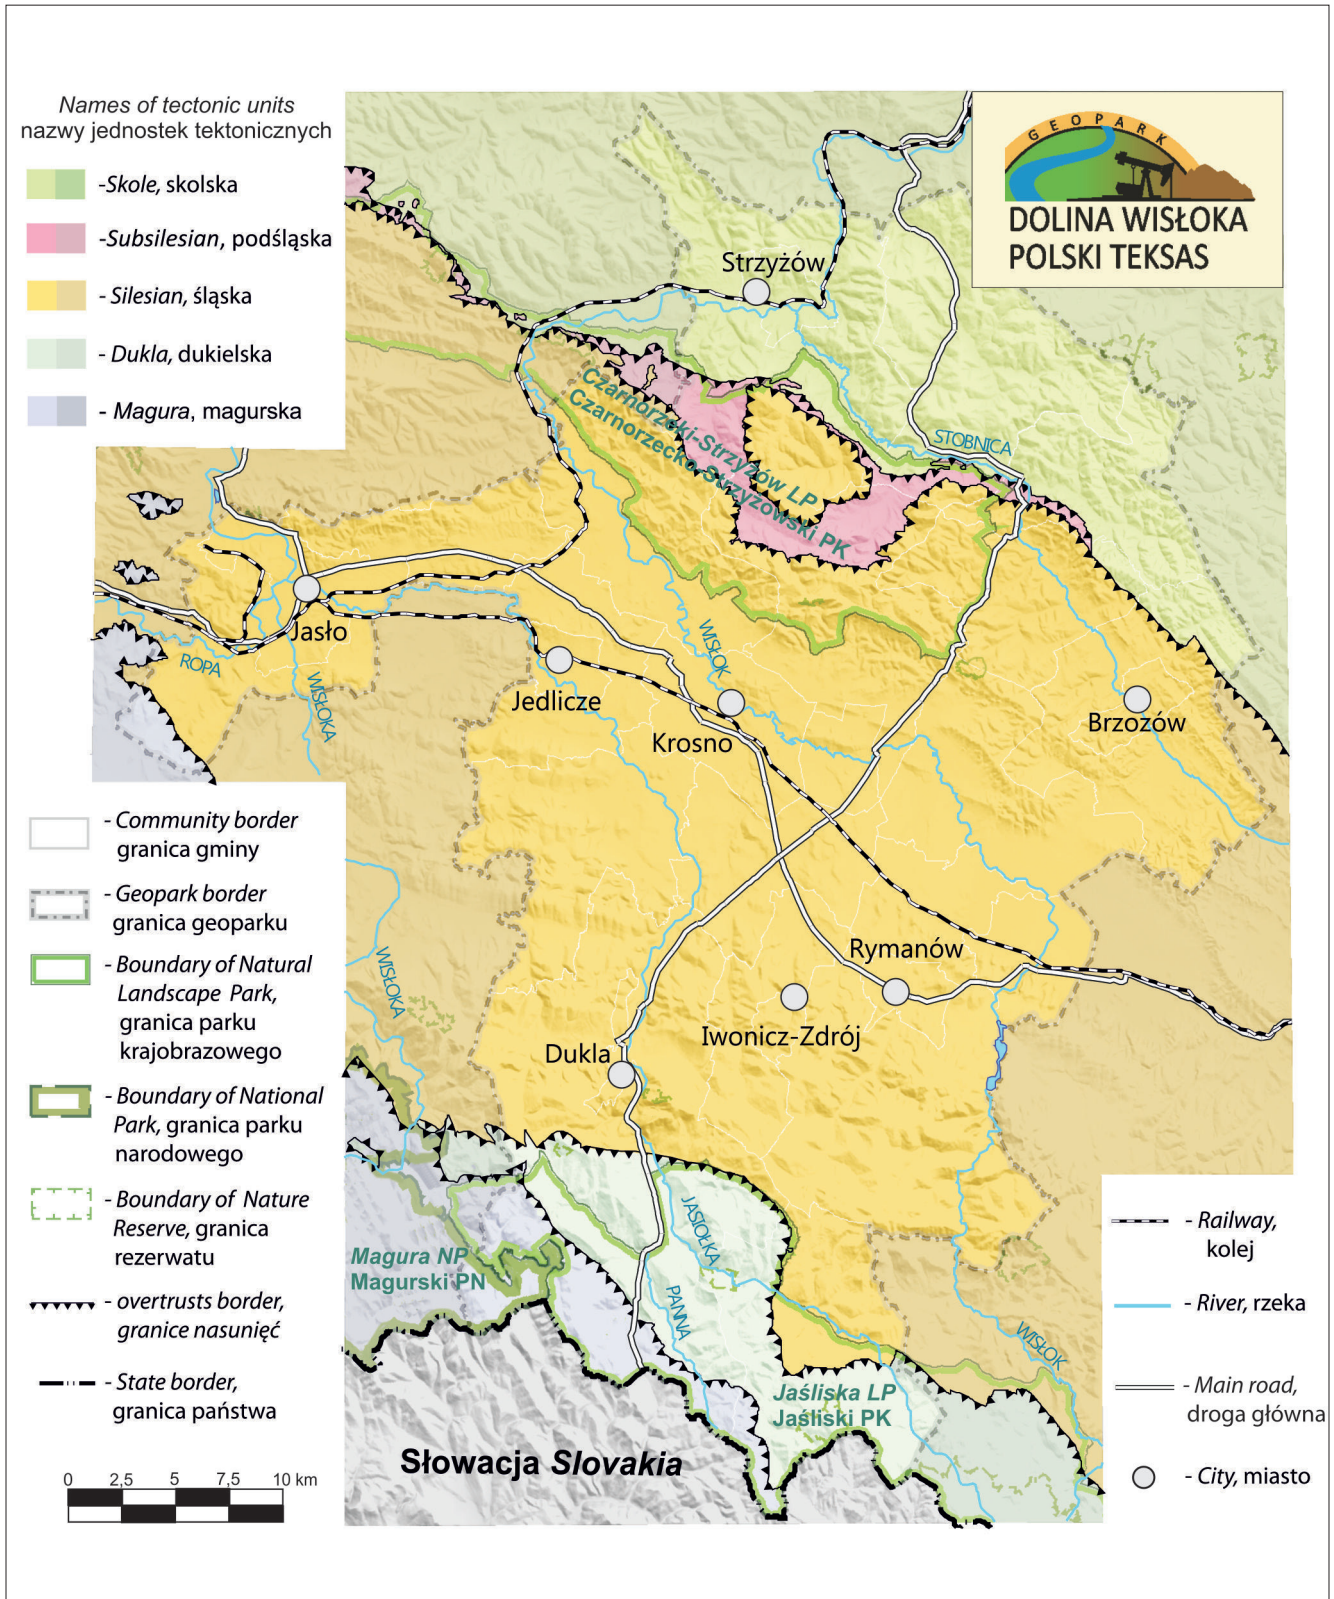 Names of tectonic units
nazwy jednostek tektonicznych
-Skole, skolska
-Subsilesian, podśląska
- Silesian, śląska
- Dukla, dukielska
- Magura, magurska
GEOPARK
DOLINA WISŁOKA
POLSKI TEKSAS
Strzyżów
Czarnorzeki-Strzyżów LP
Czarnorzecko-Strzyżowski PK
STOBNICA
Jasło
ROPA
WISŁOKA
Jedlicze
WISŁOK
Krosno
Brzozów
- Community border
granica gminy
- Geopark border
granica geoparku
- Boundary of Natural
Landscape Park,
granica parku
krajobrazowego
- Boundary of National
Park, granica parku
narodowego
- Boundary of Nature
Reserve, granica
rezerwatu
- overtrusts border,
granice nasunięć
- State border,
granica państwa
0 2,5 5 7,5 10 km
WISŁOKA
Rymanów
Iwonicz-Zdrój
Dukla
JASIOŁKA
Magura NP
Magurski PN
PANNA
WISŁOK
Jaśliska LP
Jaśliski PK
Słowacja Slovakia
- Railway,
kolej
- River, rzeka
- Main road,
droga główna
- City, miasto